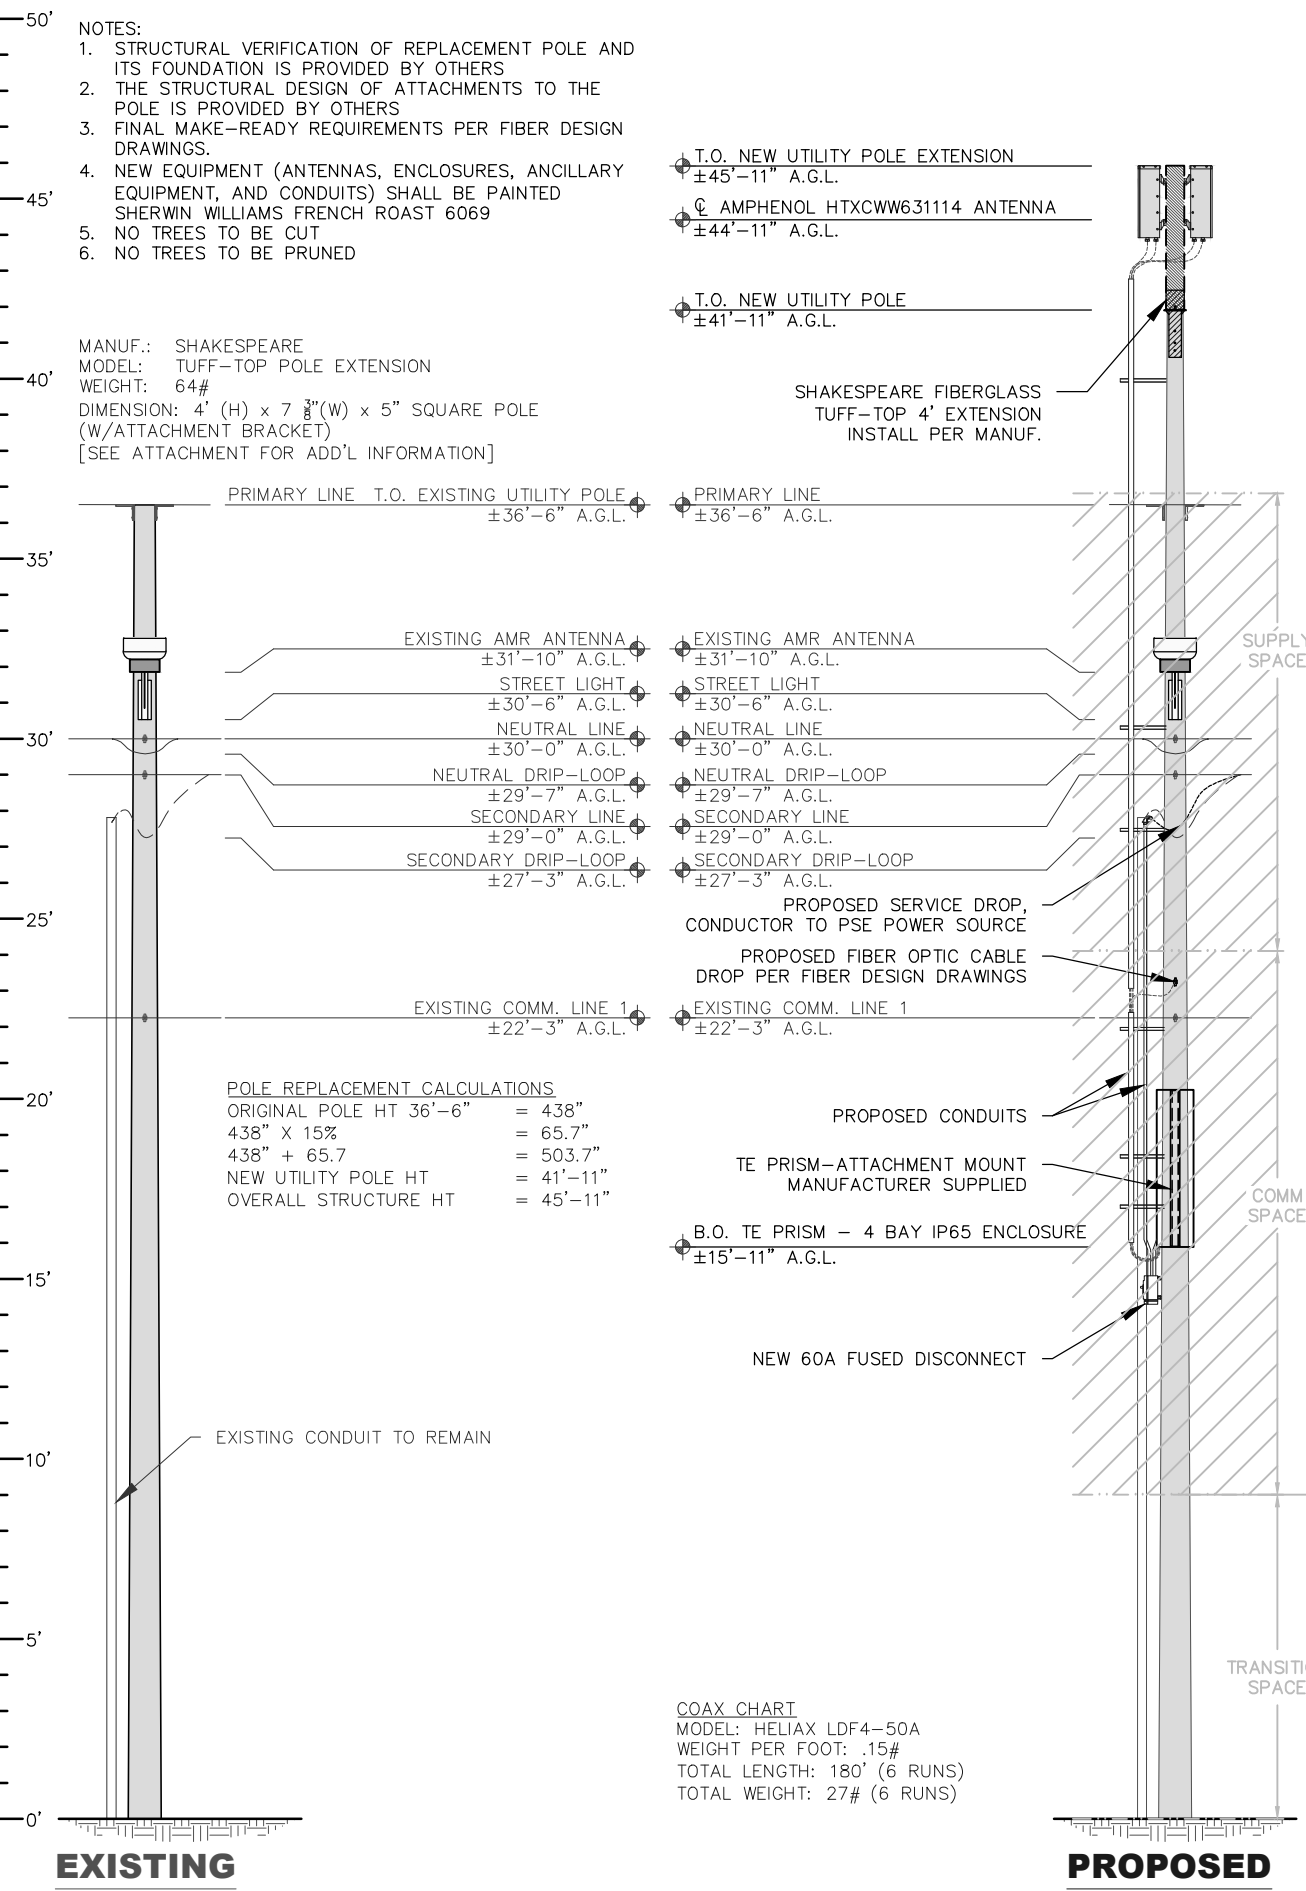 50'
NOTES:
1. STRUCTURAL VERIFICATION OF REPLACEMENT POLE AND
ITS FOUNDATION IS PROVIDED BY OTHERS
2. THE STRUCTURAL DESIGN OF ATTACHMENTS TO THE
POLE IS PROVIDED BY OTHERS
3. FINAL MAKE-READY REQUIREMENTS PER FIBER DESIGN
DRAWINGS.
4. NEW EQUIPMENT (ANTENNAS, ENCLOSURES, ANCILLARY
EQUIPMENT, AND CONDUITS) SHALL BE PAINTED
SHERWIN WILLIAMS FRENCH ROAST 6069
5. NO TREES TO BE CUT
6. NO TREES TO BE PRUNED
T.O. NEW UTILITY POLE EXTENSION
±45'-11" A.G.L.
45'
℄ AMPHENOL HTXCWW631114 ANTENNA
±44'-11" A.G.L.
T.O. NEW UTILITY POLE
±41'-11" A.G.L.
MANUF.: SHAKESPEARE
MODEL: TUFF-TOP POLE EXTENSION
WEIGHT: 64#
DIMENSION: 4' (H) x 7 3/8"(W) x 5" SQUARE POLE
(W/ATTACHMENT BRACKET)
[SEE ATTACHMENT FOR ADD'L INFORMATION]
40'
SHAKESPEARE FIBERGLASS
TUFF-TOP 4' EXTENSION
INSTALL PER MANUF.
PRIMARY LINE T.O. EXISTING UTILITY POLE
±36'-6" A.G.L.
PRIMARY LINE
±36'-6" A.G.L.
35'
EXISTING AMR ANTENNA
±31'-10" A.G.L.
EXISTING AMR ANTENNA
±31'-10" A.G.L.
SUPPLY
SPACE
STREET LIGHT
±30'-6" A.G.L.
STREET LIGHT
±30'-6" A.G.L.
30'
NEUTRAL LINE
±30'-0" A.G.L.
NEUTRAL LINE
±30'-0" A.G.L.
NEUTRAL DRIP-LOOP
±29'-7" A.G.L.
NEUTRAL DRIP-LOOP
±29'-7" A.G.L.
SECONDARY LINE
±29'-0" A.G.L.
SECONDARY LINE
±29'-0" A.G.L.
SECONDARY DRIP-LOOP
±27'-3" A.G.L.
SECONDARY DRIP-LOOP
±27'-3" A.G.L.
25'
PROPOSED SERVICE DROP,
CONDUCTOR TO PSE POWER SOURCE
PROPOSED FIBER OPTIC CABLE
DROP PER FIBER DESIGN DRAWINGS
EXISTING COMM. LINE 1
±22'-3" A.G.L.
EXISTING COMM. LINE 1
±22'-3" A.G.L.
20'
POLE REPLACEMENT CALCULATIONS
ORIGINAL POLE HT 36'-6" = 438"
438" X 15% = 65.7"
438" + 65.7 = 503.7"
NEW UTILITY POLE HT = 41'-11"
OVERALL STRUCTURE HT = 45'-11"
PROPOSED CONDUITS
TE PRISM-ATTACHMENT MOUNT
MANUFACTURER SUPPLIED
COMM
SPACE
B.O. TE PRISM - 4 BAY IP65 ENCLOSURE
±15'-11" A.G.L.
15'
NEW 60A FUSED DISCONNECT
EXISTING CONDUIT TO REMAIN
10'
5'
TRANSITI
SPACE
COAX CHART
MODEL: HELIAX LDF4-50A
WEIGHT PER FOOT: .15#
TOTAL LENGTH: 180' (6 RUNS)
TOTAL WEIGHT: 27# (6 RUNS)
0'
EXISTING
PROPOSED